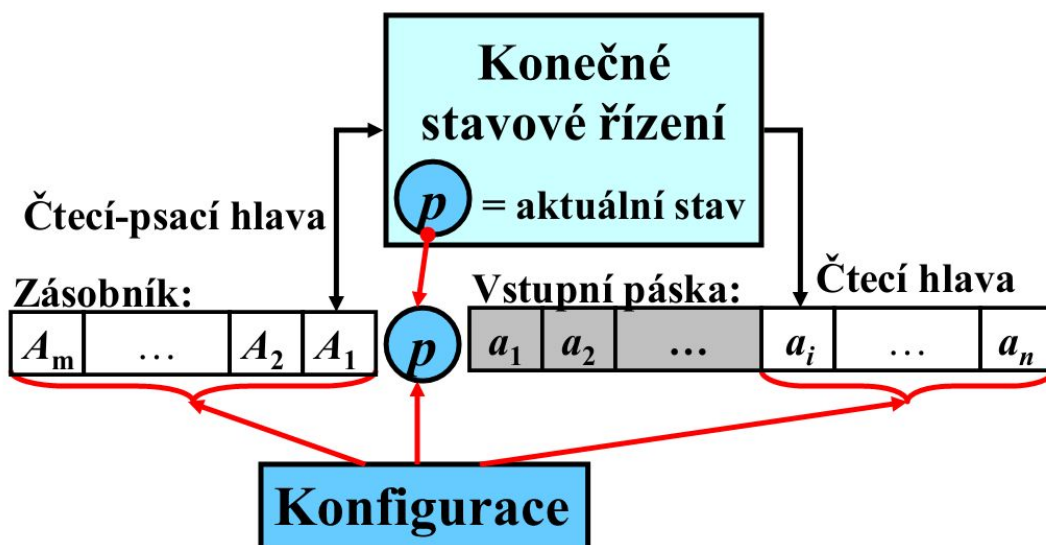 Konečné
stavové řízení
p = aktuální stav
Čtecí-psací hlava
Čtecí hlava
Zásobník:
Vstupní páska:
Aₘ … A₂ A₁ p a₁ a₂ ... aᵢ … aₙ
Konfigurace